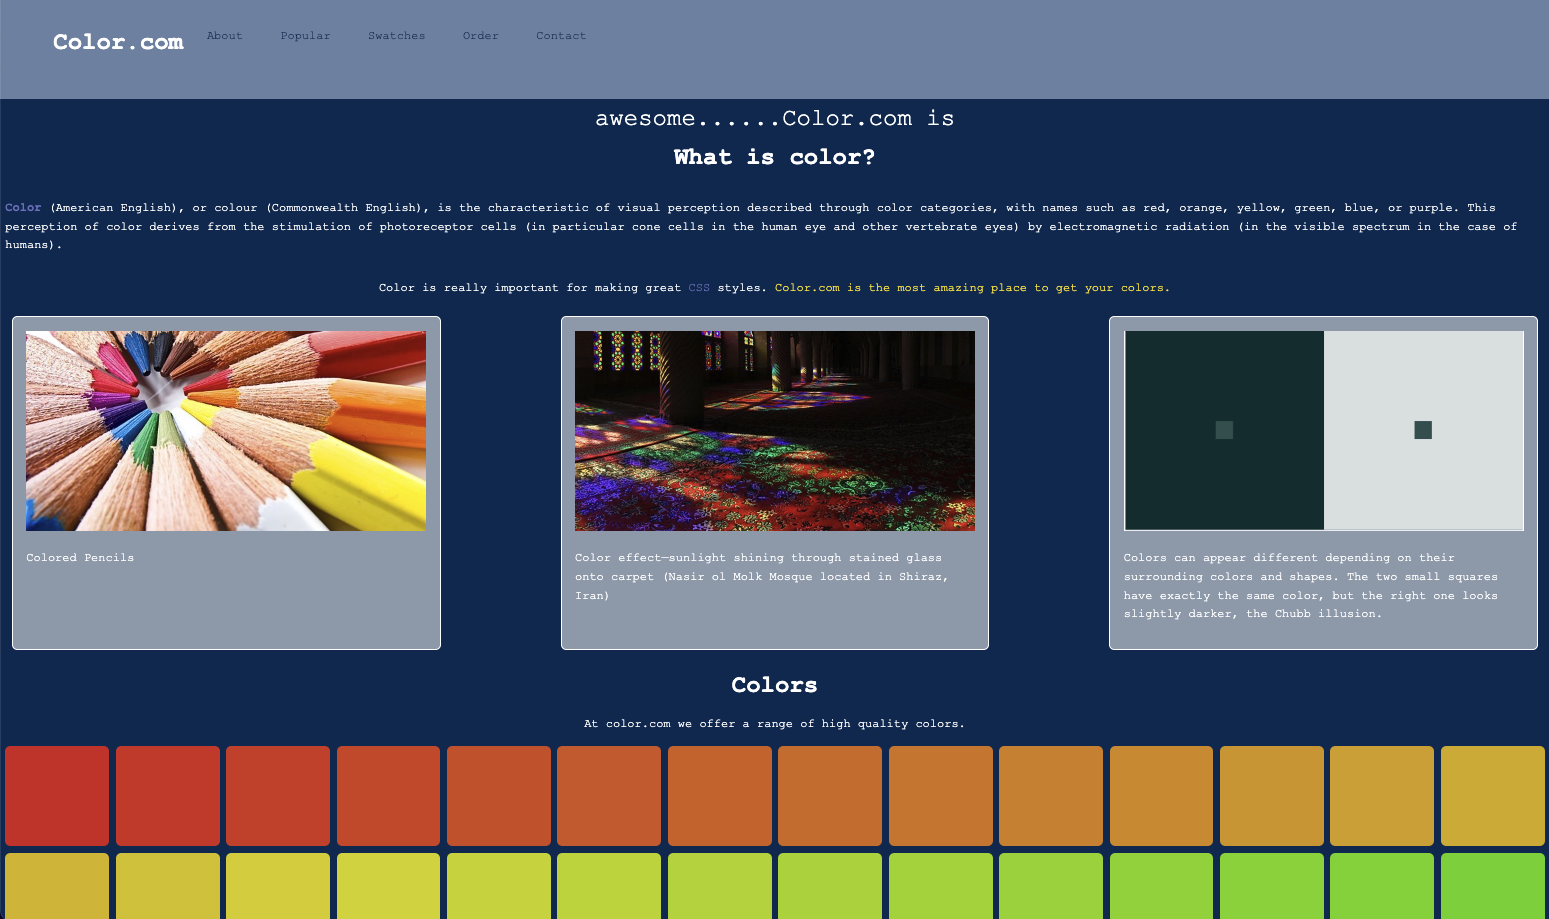 Color.com About Popular Swatches Order Contact
awesome......Color.com is
What is color?
Color (American English), or colour (Commonwealth English), is the characteristic of visual perception described through color categories, with names such as red, orange, yellow, green, blue, or purple. This
perception of color derives from the stimulation of photoreceptor cells (in particular cone cells in the human eye and other vertebrate eyes) by electromagnetic radiation (in the visible spectrum in the case of
humans).
Color is really important for making great CSS styles. Color.com is the most amazing place to get your colors.
Colored Pencils
Color effect—sunlight shining through stained glass
onto carpet (Nasir ol Molk Mosque located in Shiraz,
Iran)
Colors can appear different depending on their
surrounding colors and shapes. The two small squares
have exactly the same color, but the right one looks
slightly darker, the Chubb illusion.
Colors
At color.com we offer a range of high quality colors.